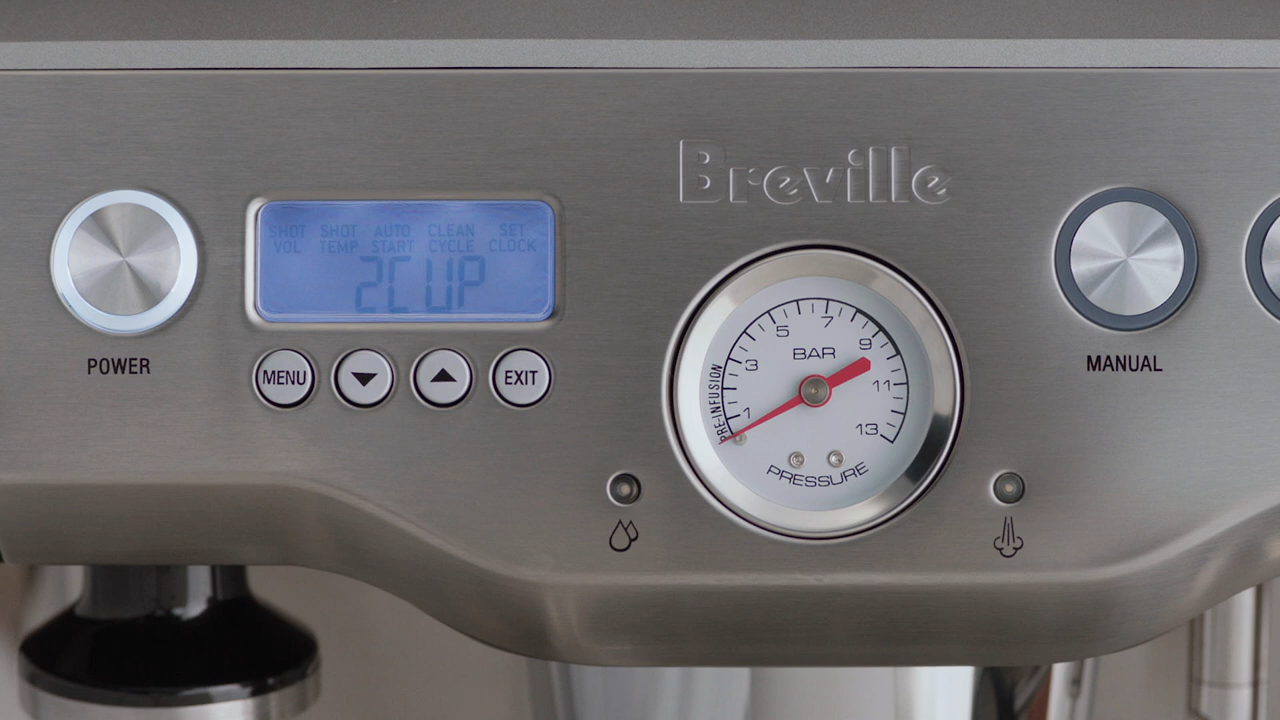 Breville
SHOT SHOT AUTO CLEAN SET
VOL TEMP START CYCLE CLOCK
2CUP
POWER
MENU
EXIT
MANUAL
PRE-INFUSION
1
3
5
7
9
11
13
BAR
PRESSURE